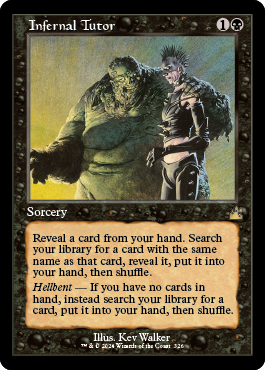 Infernal Tutor 1
Sorcery
Reveal a card from your hand. Search
your library for a card with the same
name as that card, reveal it, put it into
your hand, then shuffle.
Hellbent — If you have no cards in
hand, instead search your library for a
card, put it into your hand, then shuffle.
Illus. Kev Walker
™ & © 2024 Wizards of the Coast 326